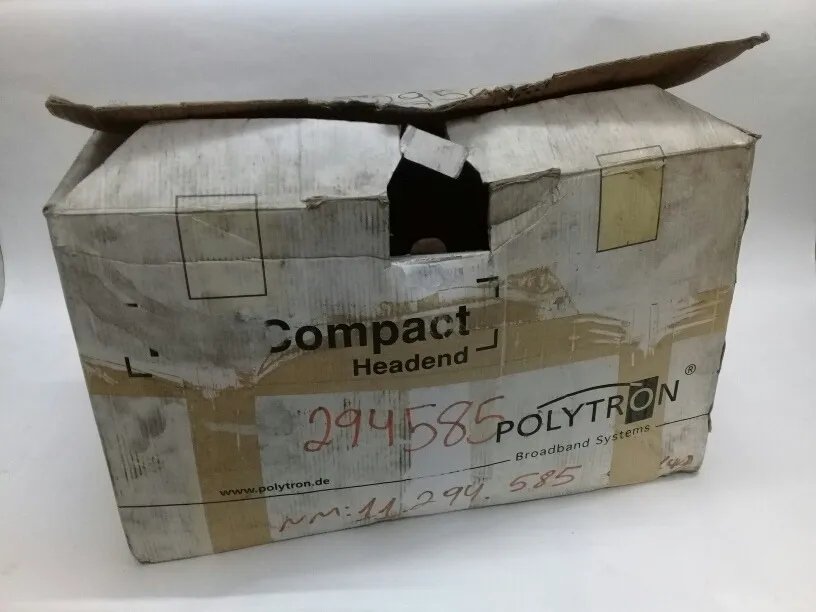 Compact
Headend
294585
POLYTRON®
Broadband Systems
www.polytron.de
NM: 11.294.585